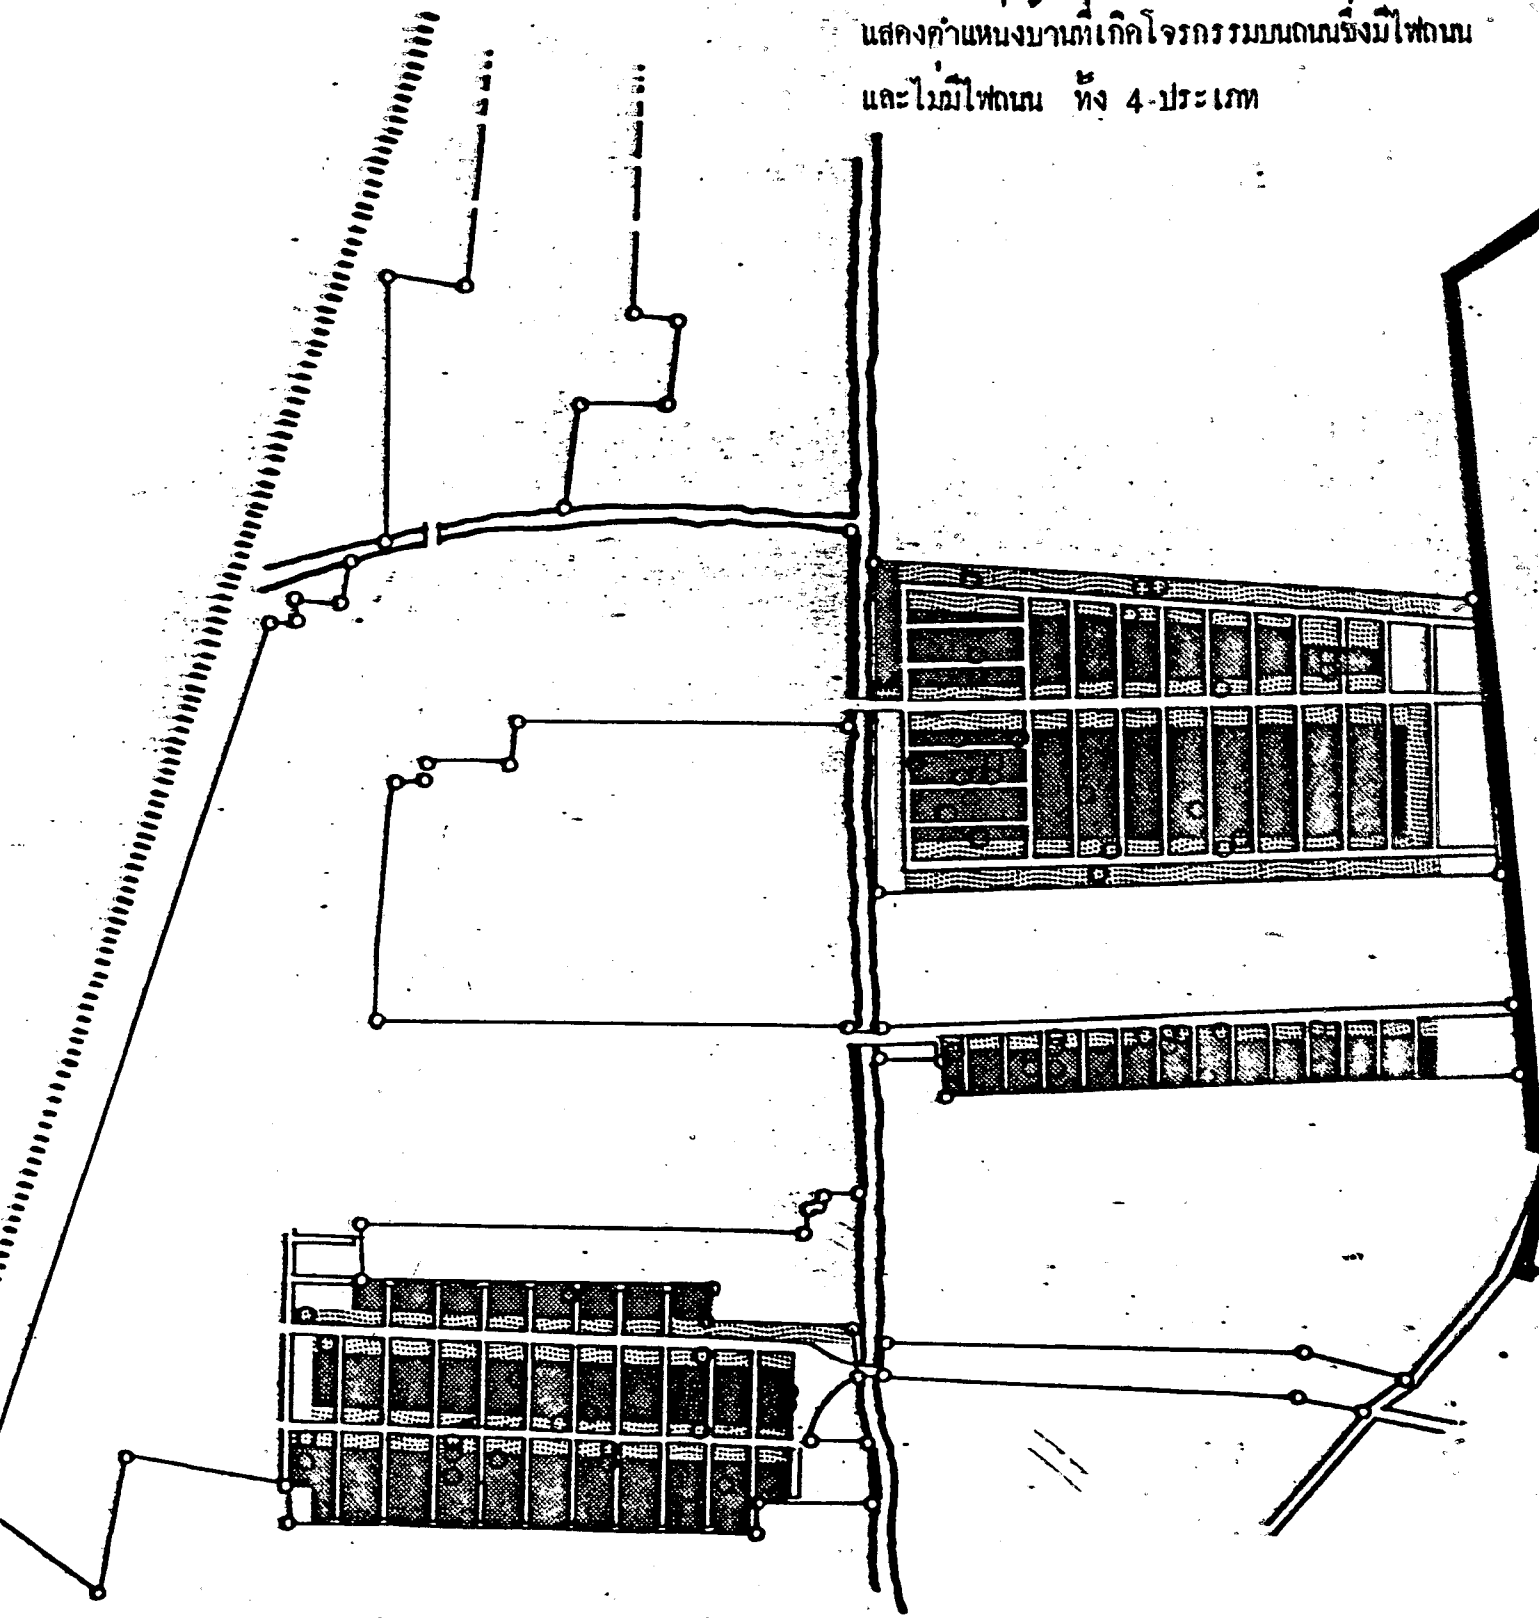 แสดงตำแหนงบานที่เกิดโจรกรรมบนถนนซึ่งมีไฟถนน
และไม่มีไฟถนน ทั้ง 4 ประเภท